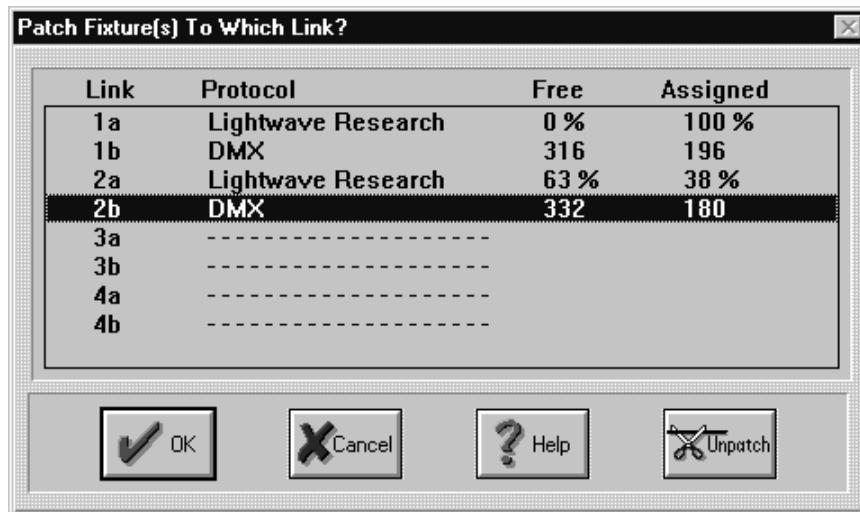 Patch Fixture(s) To Which Link?
Link Protocol Free Assigned
1a Lightwave Research 0 % 100 %
1b DMX 316 196
2a Lightwave Research 63 % 38 %
2b DMX 332 180
3a --------------------
3b --------------------
4a --------------------
4b --------------------
OK Cancel Help Unpatch